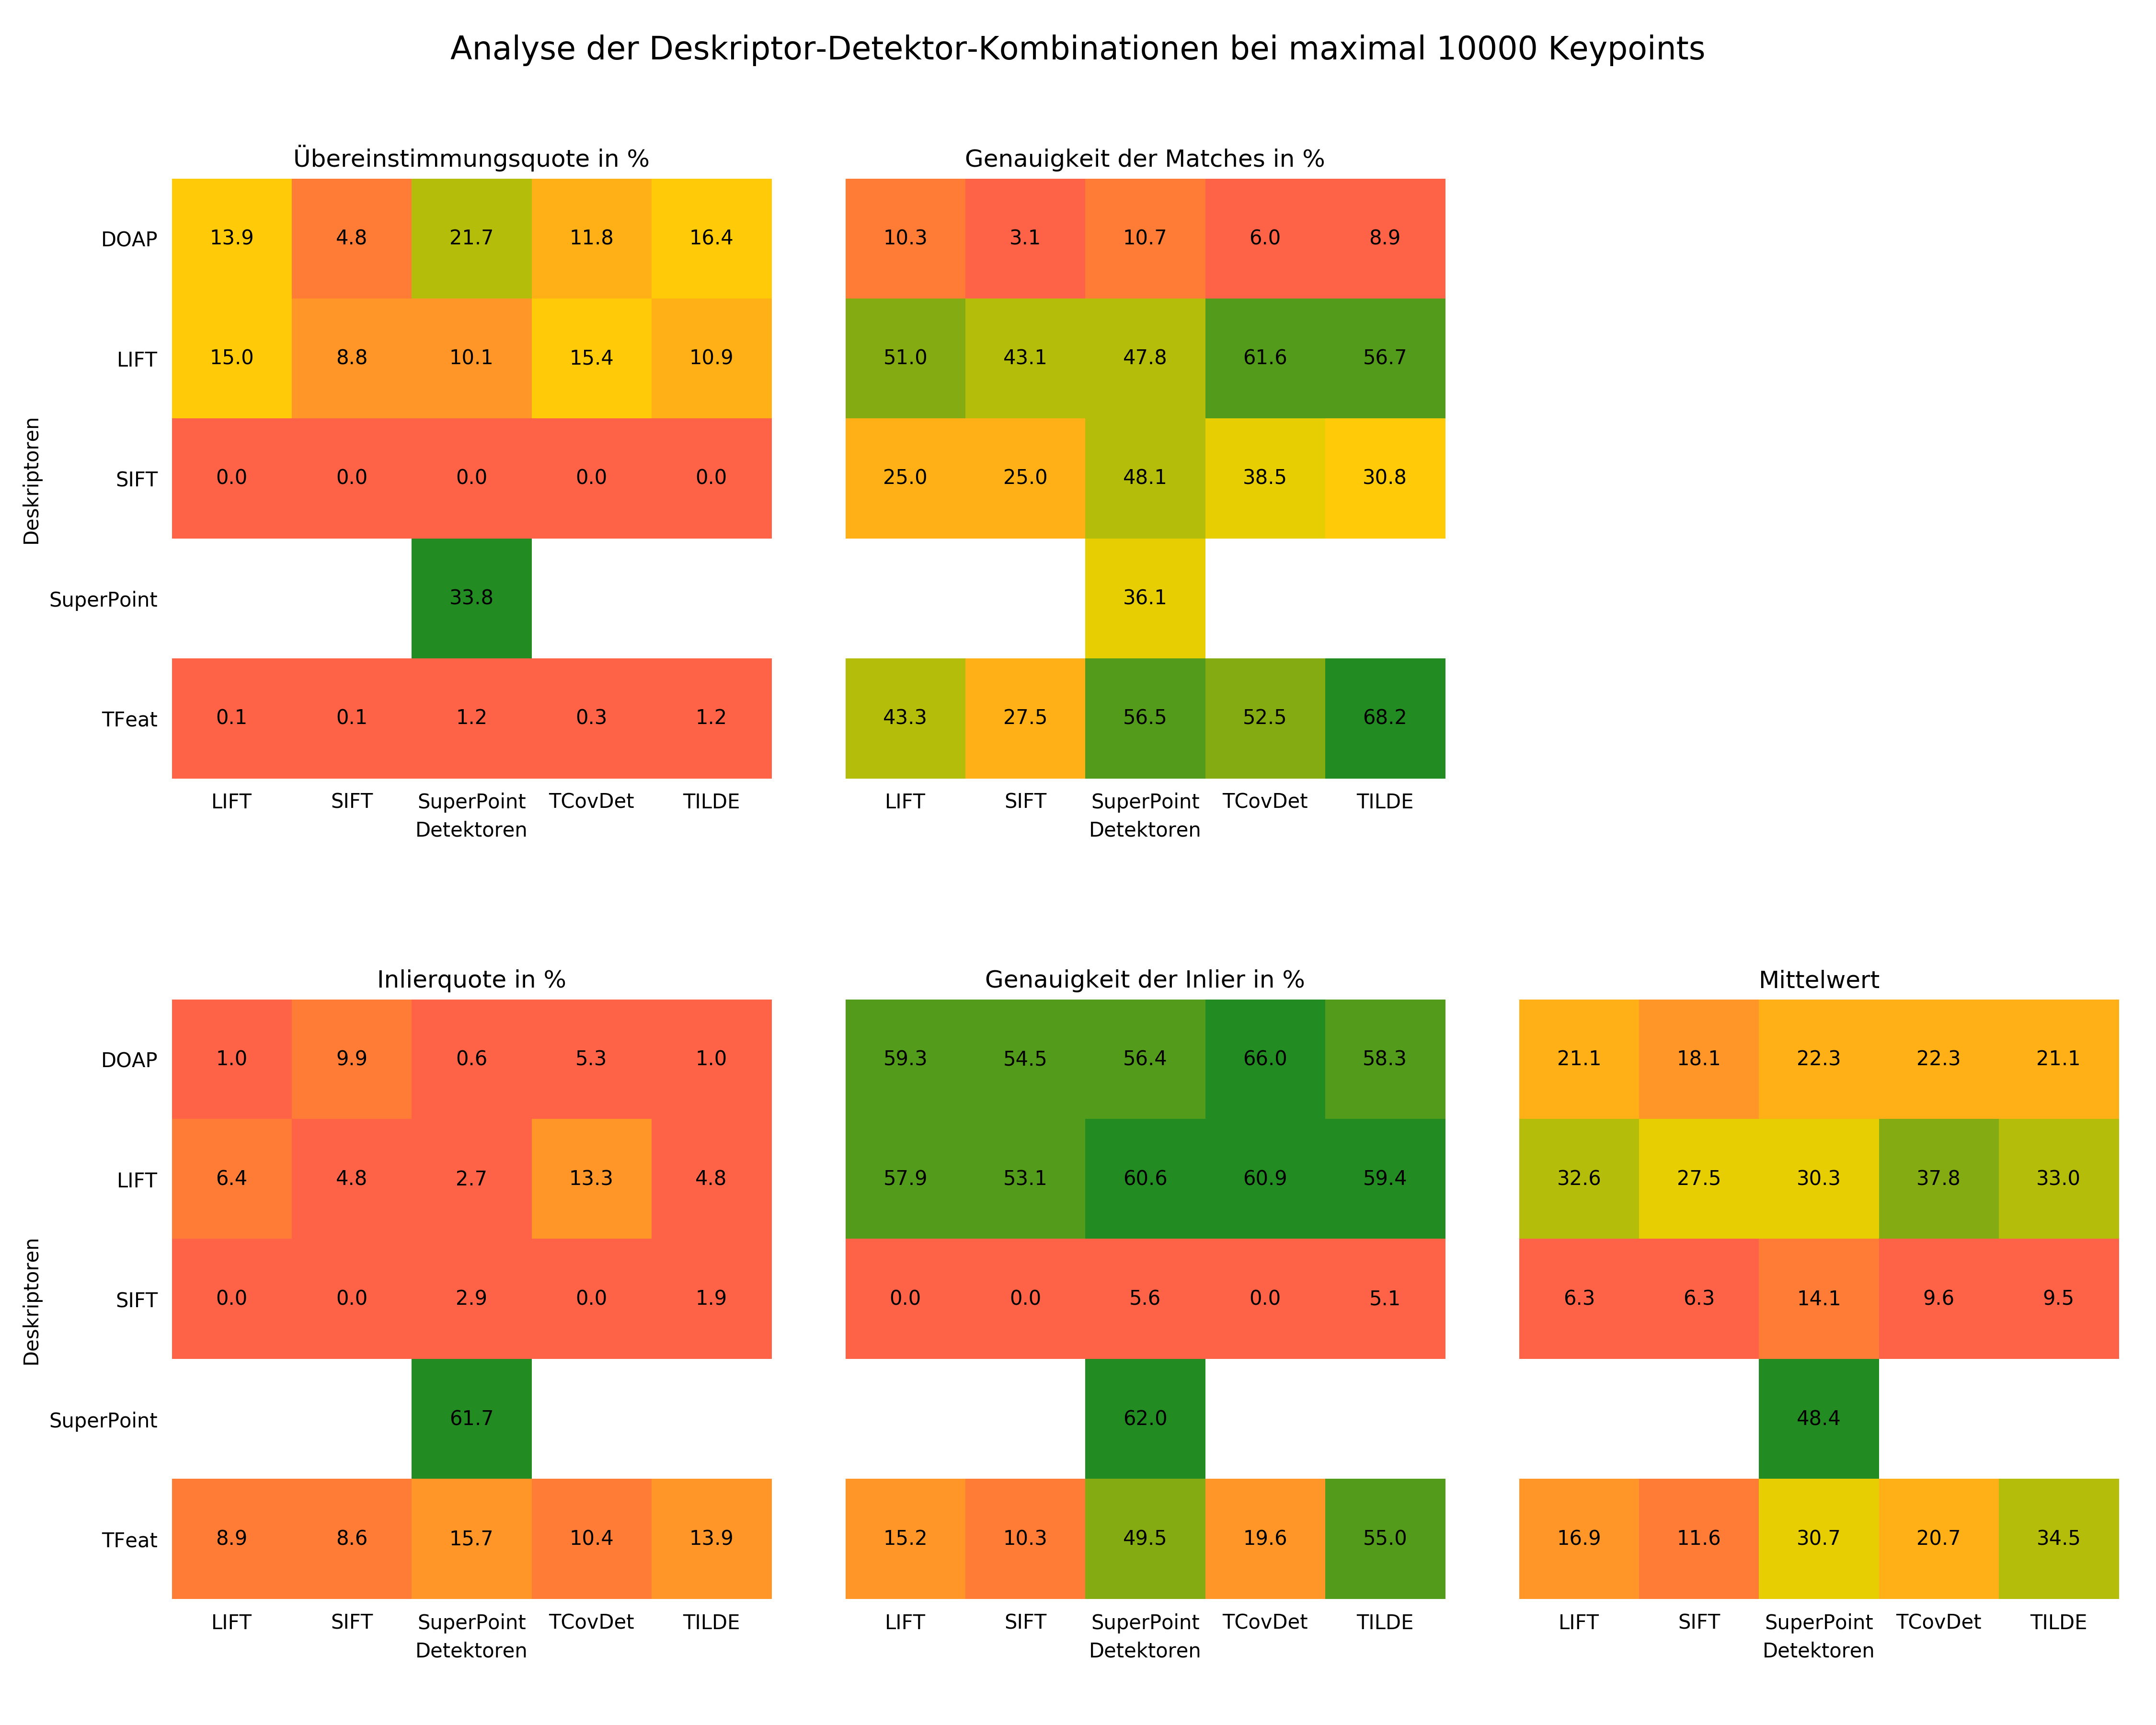 Analyse der Deskriptor-Detektor-Kombinationen bei maximal 10000 Keypoints
Übereinstimmungsquote in %
Deskriptoren
DOAP 13.9 4.8 21.7 11.8 16.4
LIFT 15.0 8.8 10.1 15.4 10.9
SIFT 0.0 0.0 0.0 0.0 0.0
SuperPoint 33.8
TFeat 0.1 0.1 1.2 0.3 1.2
LIFT SIFT SuperPoint TCovDet TILDE
Detektoren
Genauigkeit der Matches in %
10.3 3.1 10.7 6.0 8.9
51.0 43.1 47.8 61.6 56.7
25.0 25.0 48.1 38.5 30.8
36.1
43.3 27.5 56.5 52.5 68.2
LIFT SIFT SuperPoint TCovDet TILDE
Detektoren
Inlierquote in %
Deskriptoren
DOAP 1.0 9.9 0.6 5.3 1.0
LIFT 6.4 4.8 2.7 13.3 4.8
SIFT 0.0 0.0 2.9 0.0 1.9
SuperPoint 61.7
TFeat 8.9 8.6 15.7 10.4 13.9
LIFT SIFT SuperPoint TCovDet TILDE
Detektoren
Genauigkeit der Inlier in %
59.3 54.5 56.4 66.0 58.3
57.9 53.1 60.6 60.9 59.4
0.0 0.0 5.6 0.0 5.1
62.0
15.2 10.3 49.5 19.6 55.0
LIFT SIFT SuperPoint TCovDet TILDE
Detektoren
Mittelwert
21.1 18.1 22.3 22.3 21.1
32.6 27.5 30.3 37.8 33.0
6.3 6.3 14.1 9.6 9.5
48.4
16.9 11.6 30.7 20.7 34.5
LIFT SIFT SuperPoint TCovDet TILDE
Detektoren